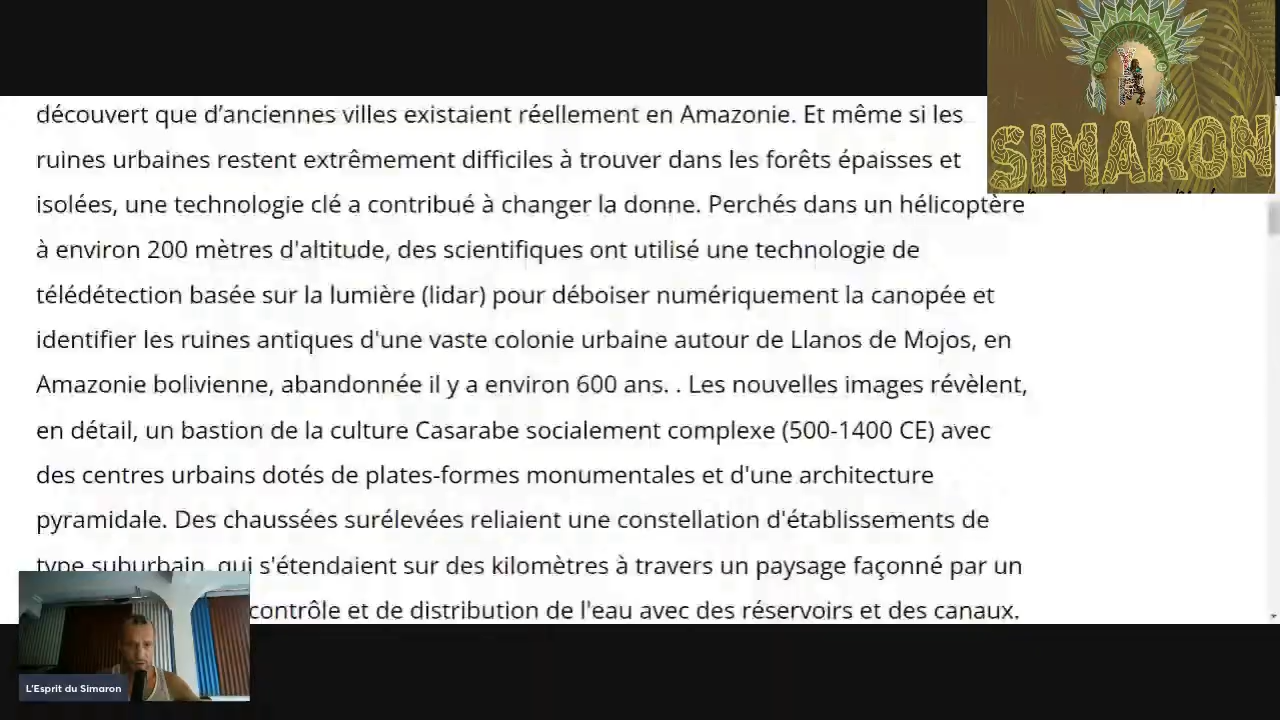 découvert que d’anciennes villes existaient réellement en Amazonie. Et même si les
ruines urbaines restent extrêmement difficiles à trouver dans les forêts épaisses et
isolées, une technologie clé a contribué à changer la donne. Perchés dans un hélicoptère
à environ 200 mètres d'altitude, des scientifiques ont utilisé une technologie de
télédétection basée sur la lumière (lidar) pour déboiser numériquement la canopée et
identifier les ruines antiques d'une vaste colonie urbaine autour de Llanos de Mojos, en
Amazonie bolivienne, abandonnée il y a environ 600 ans. . Les nouvelles images révèlent,
en détail, un bastion de la culture Casarabe socialement complexe (500-1400 CE) avec
des centres urbains dotés de plates-formes monumentales et d'une architecture
pyramidale. Des chaussées surélevées reliaient une constellation d'établissements de
type suburbain, qui s'étendaient sur des kilomètres à travers un paysage façonné par un
contrôle et de distribution de l'eau avec des réservoirs et des canaux.
SIMARON
L'Esprit du Simaron